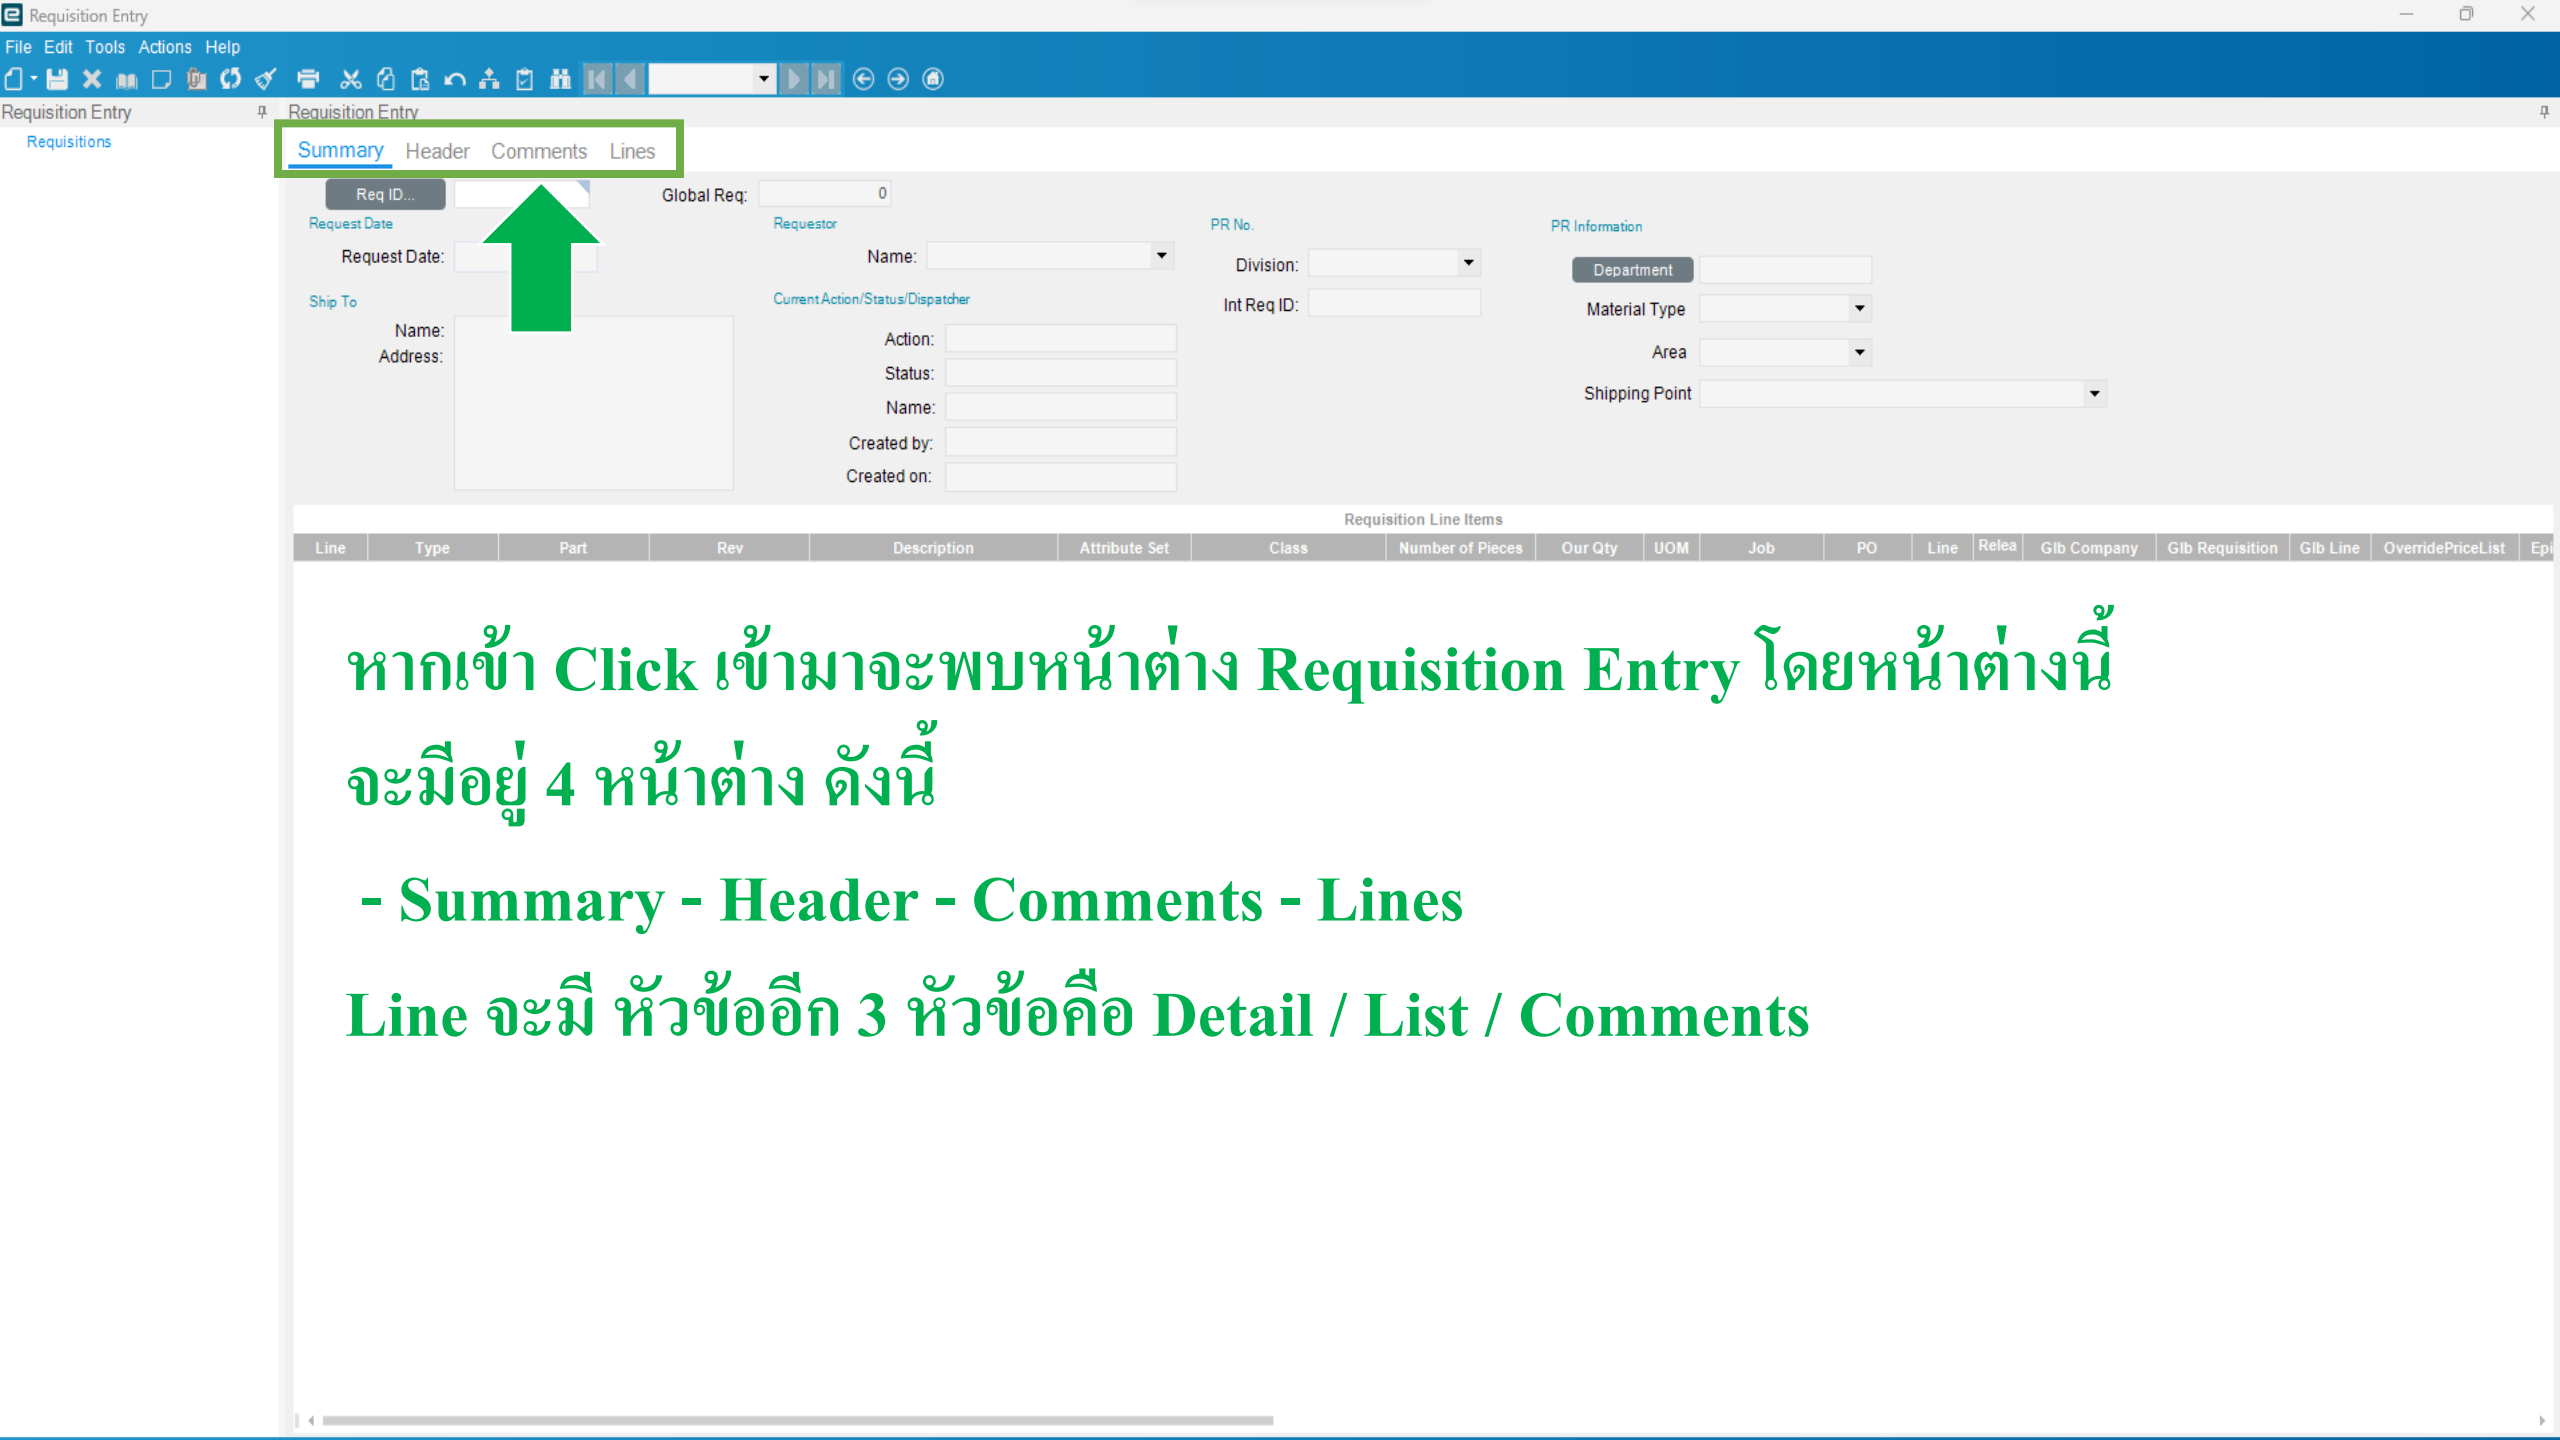 Requisition Entry
File Edit Tools Actions Help
Requisition Entry
Requisition Entry
Requisitions
Summary Header Comments Lines
Req ID... Global Req: 0
Request Date Requestor PR No. PR Information
Request Date: Name: Division: Department
Ship To Current Action/Status/Dispatcher Int Req ID: Material Type
Name: Action: Area
Address: Status: Shipping Point
Name:
Created by:
Created on:
Requisition Line Items
Line Type Part Rev Description Attribute Set Class Number of Pieces Our Qty UOM Job PO Line Relea Glb Company Glb Requisition Glb Line OverridePriceList Epi
หากเข้า Click เข้ามาจะพบหน้าต่าง Requisition Entry โดยหน้าต่างนี้
จะมีอยู่ 4 หน้าต่าง ดังนี้
- Summary - Header - Comments - Lines
Line จะมี หัวข้ออีก 3 หัวข้อคือ Detail / List / Comments